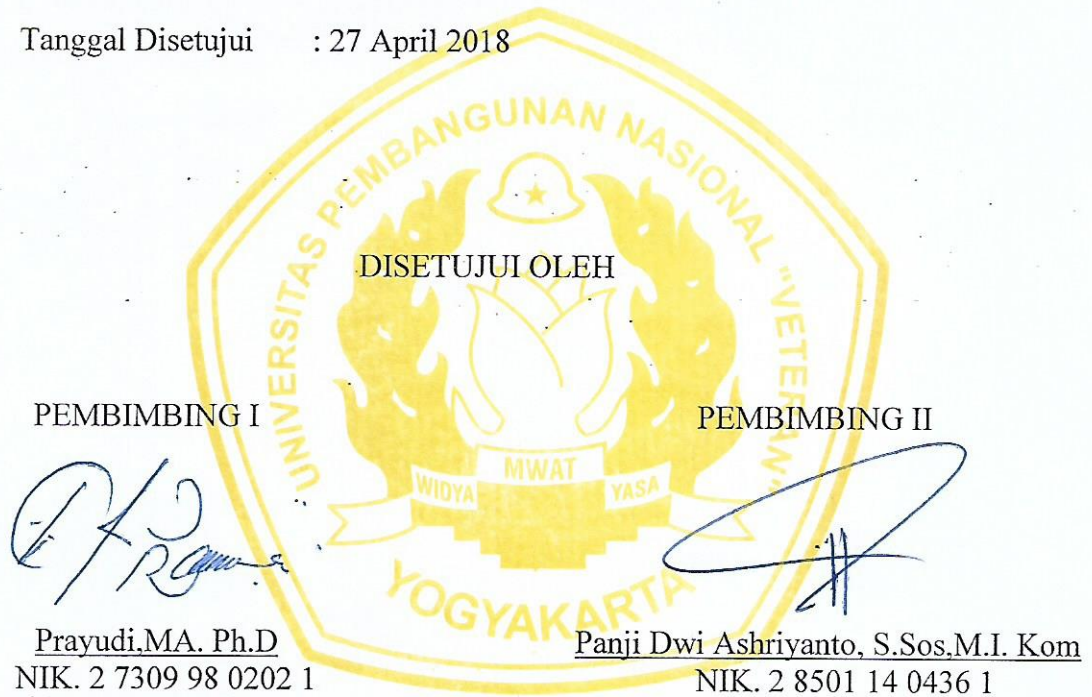 Tanggal Disetujui : 27 April 2018
UNIVERSITAS PEMBANGUNAN NASIONAL "VETERAN"
DISETUJUI OLEH
PEMBIMBING I PEMBIMBING II
WIDYA MWAT YASA
YOGYAKARTA
Prayudi,MA. Ph.D Panji Dwi Ashriyanto, S.Sos,M.I. Kom
NIK. 2 7309 98 0202 1 NIK. 2 8501 14 0436 1